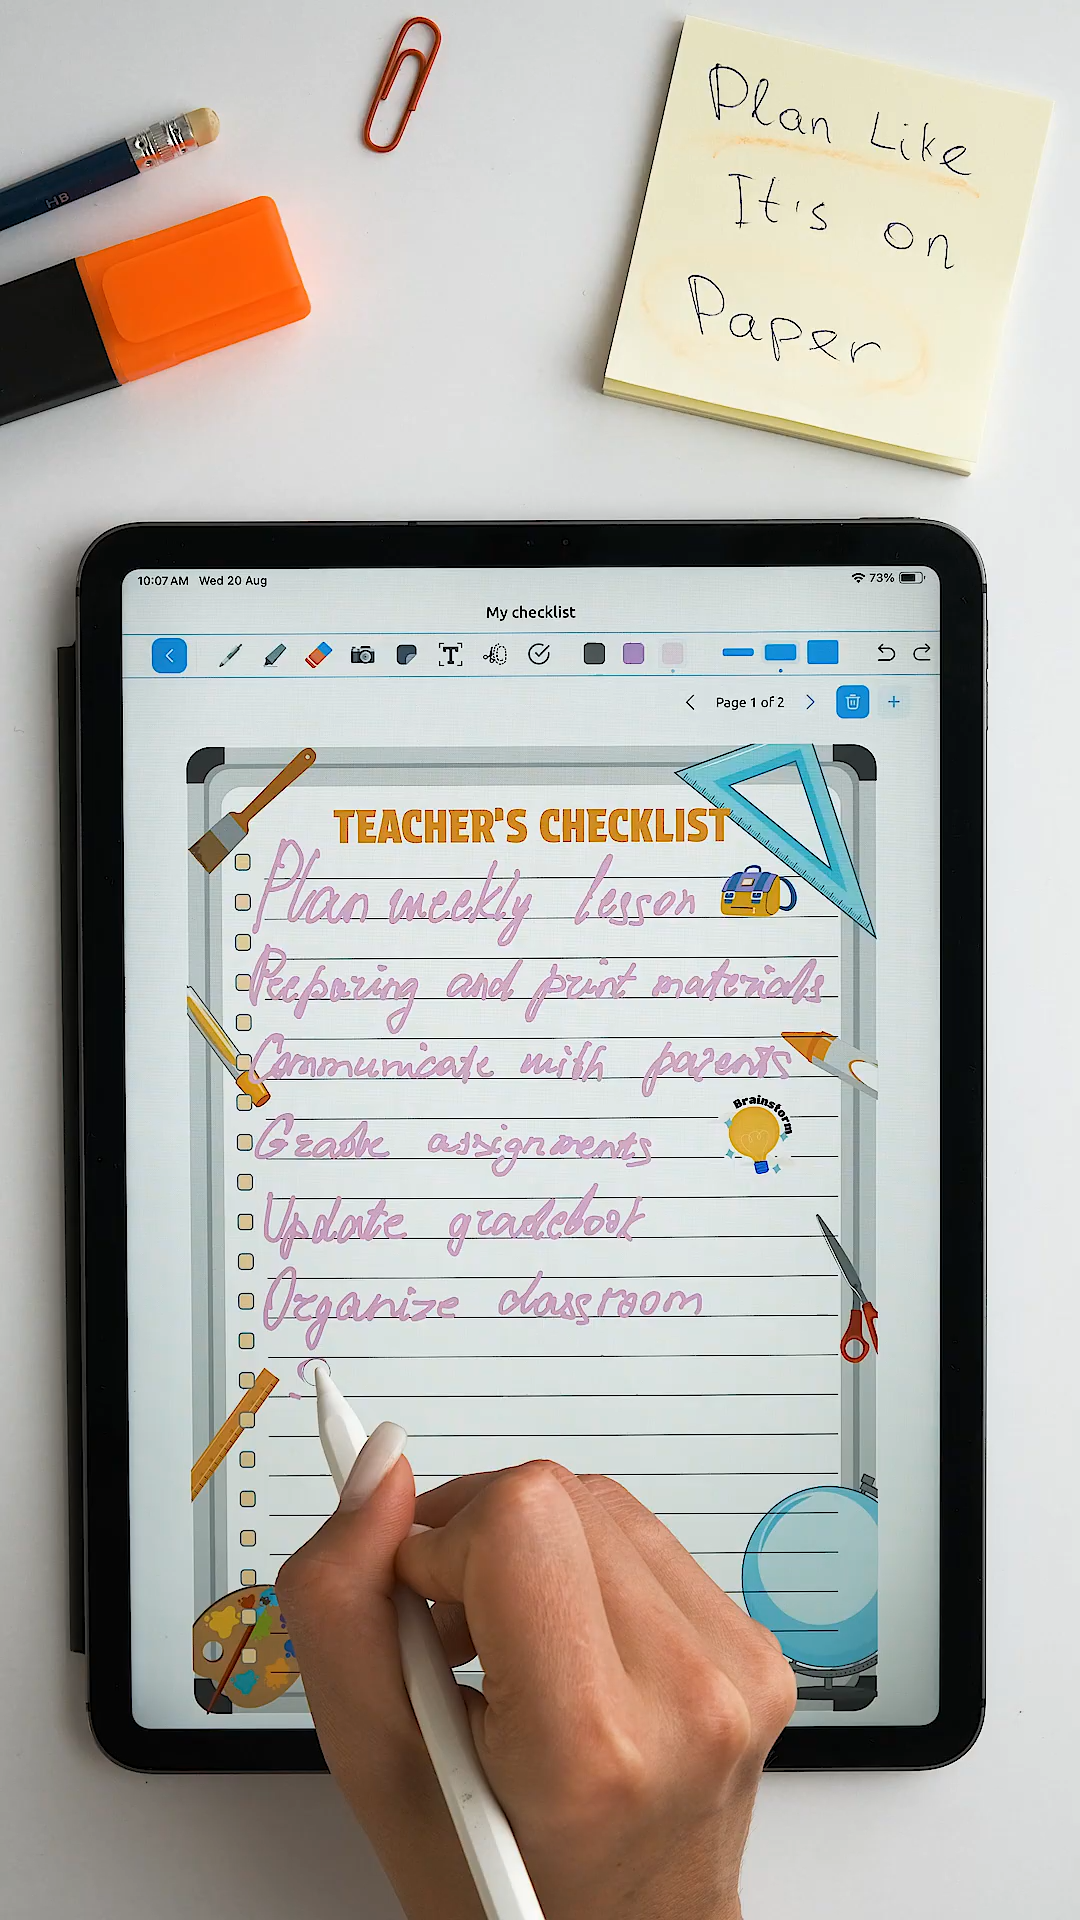 Plan Like
It's on
Paper
HB
10:07 AM Wed 20 Aug
73%
My checklist
T
Page 1 of 2
TEACHER'S CHECKLIST
Plan weekly lesson
Peeparing and print materials
Communicate with parents
Brainstorm
Grade assignments
Update gradebook
Organize classroom